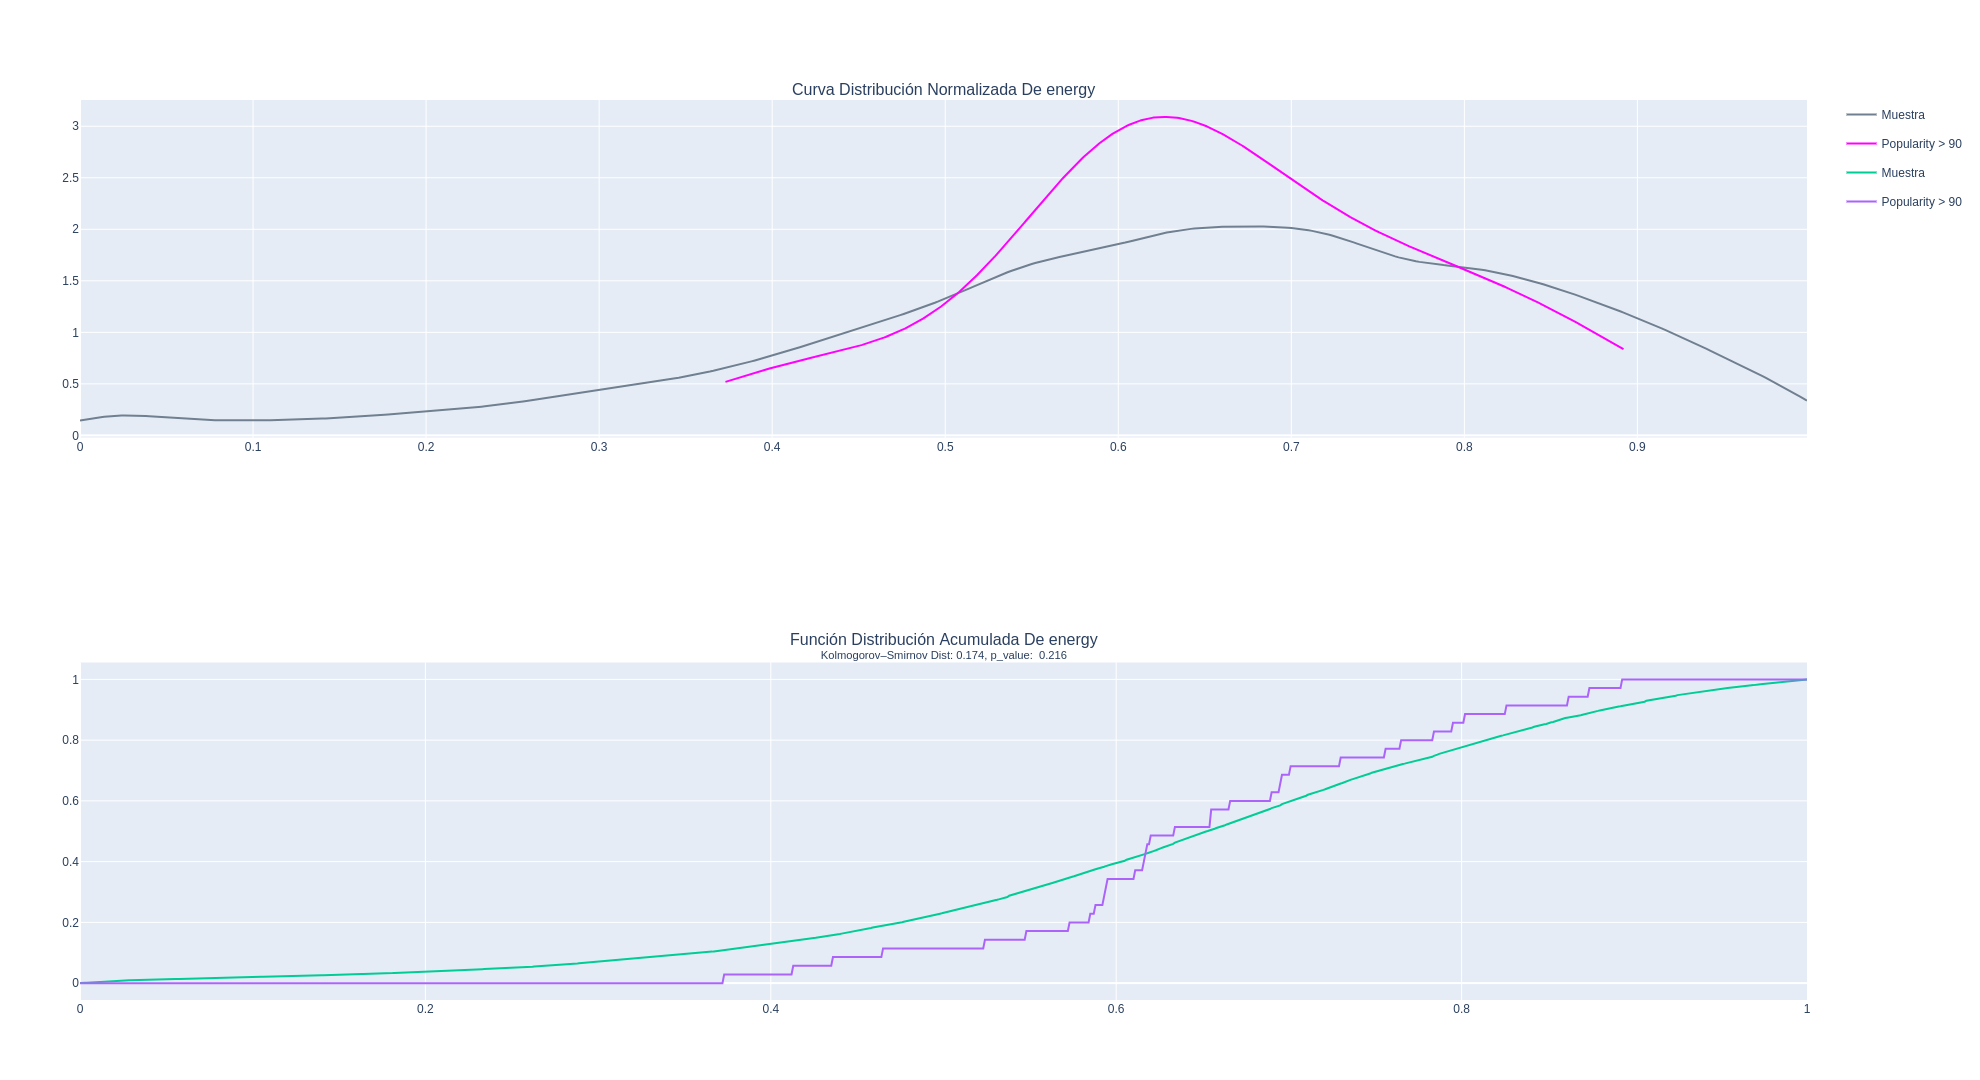 Curva Distribución Normalizada De energy
3
2.5
2
1.5
1
0.5
0
0 0.1 0.2 0.3 0.4 0.5 0.6 0.7 0.8 0.9
Muestra
Popularity > 90
Muestra
Popularity > 90
Función Distribución Acumulada De energy
Kolmogorov–Smirnov Dist: 0.174, p_value: 0.216
1
0.8
0.6
0.4
0.2
0
0 0.2 0.4 0.6 0.8 1